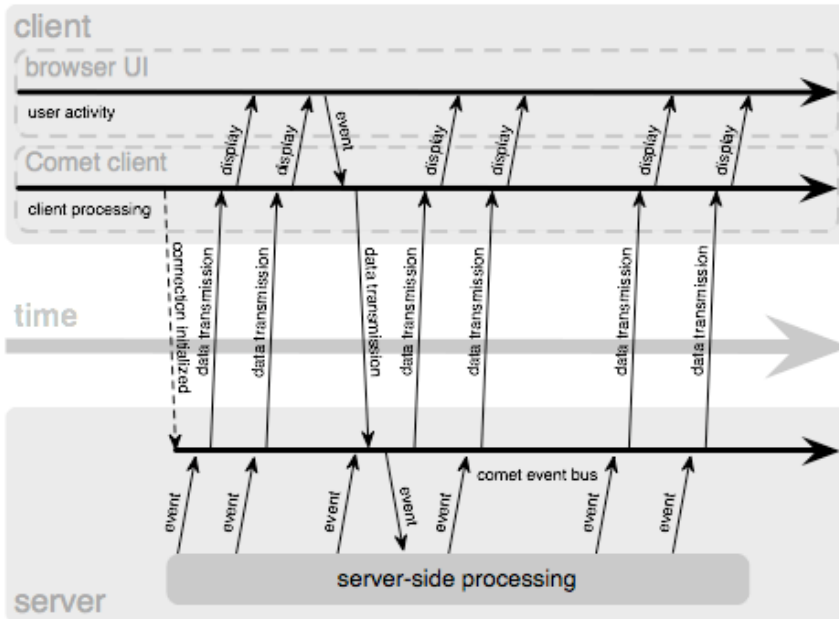 client
browser UI
user activity
display
display
event
display
display
display
display
Comet client
client processing
connection initialized
data transmission
data transmission
data transmission
data transmission
data transmission
data transmission
data transmission
time
comet event bus
event
event
event
event
event
event
event
server-side processing
server